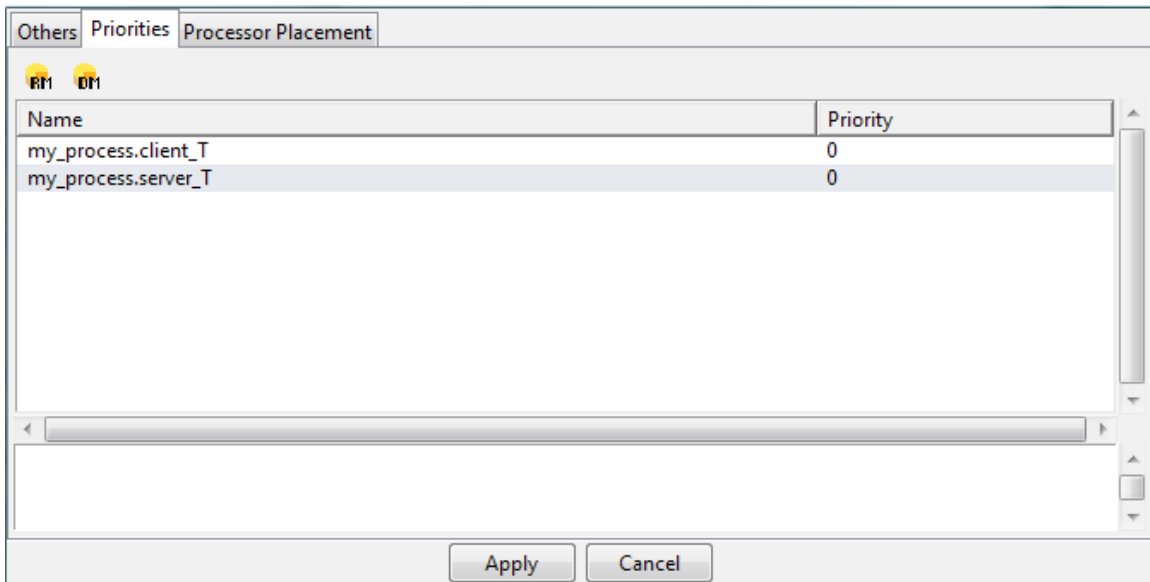 Others Priorities Processor Placement
RM DM
Name Priority
my_process.client_T 0
my_process.server_T 0
Apply Cancel